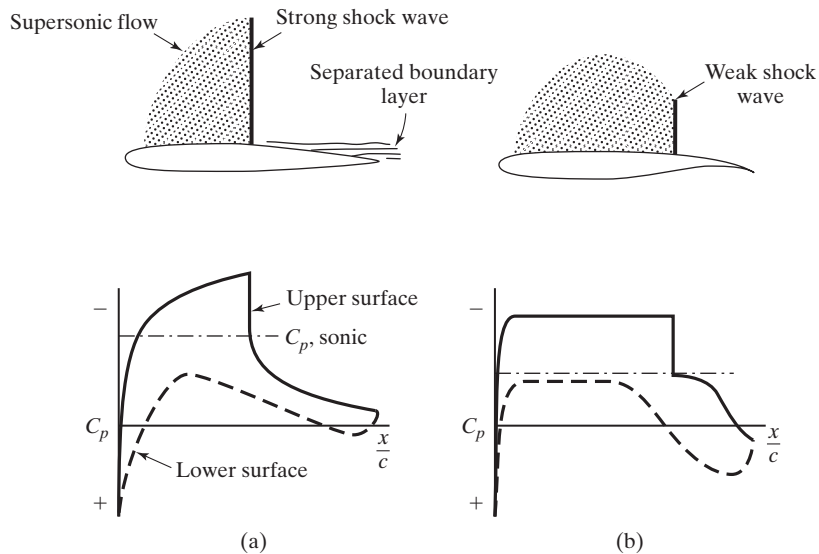 Supersonic flow
Strong shock wave
Separated boundary
layer
Weak shock
wave
−
Upper surface
C_p, sonic
C_p
x/c
Lower surface
+
(a)
−
C_p
x/c
+
(b)